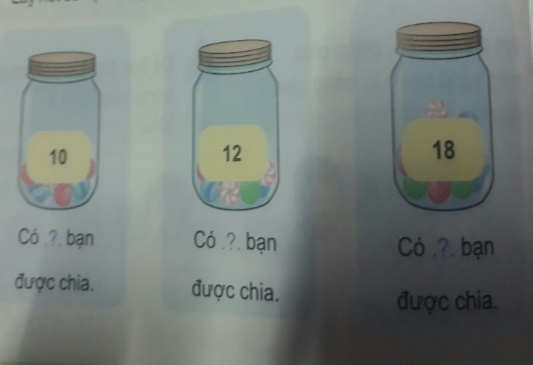 10
Có .?. bạn
được chia.
12
Có .?. bạn
được chia.
18
Có .?. bạn
được chia.